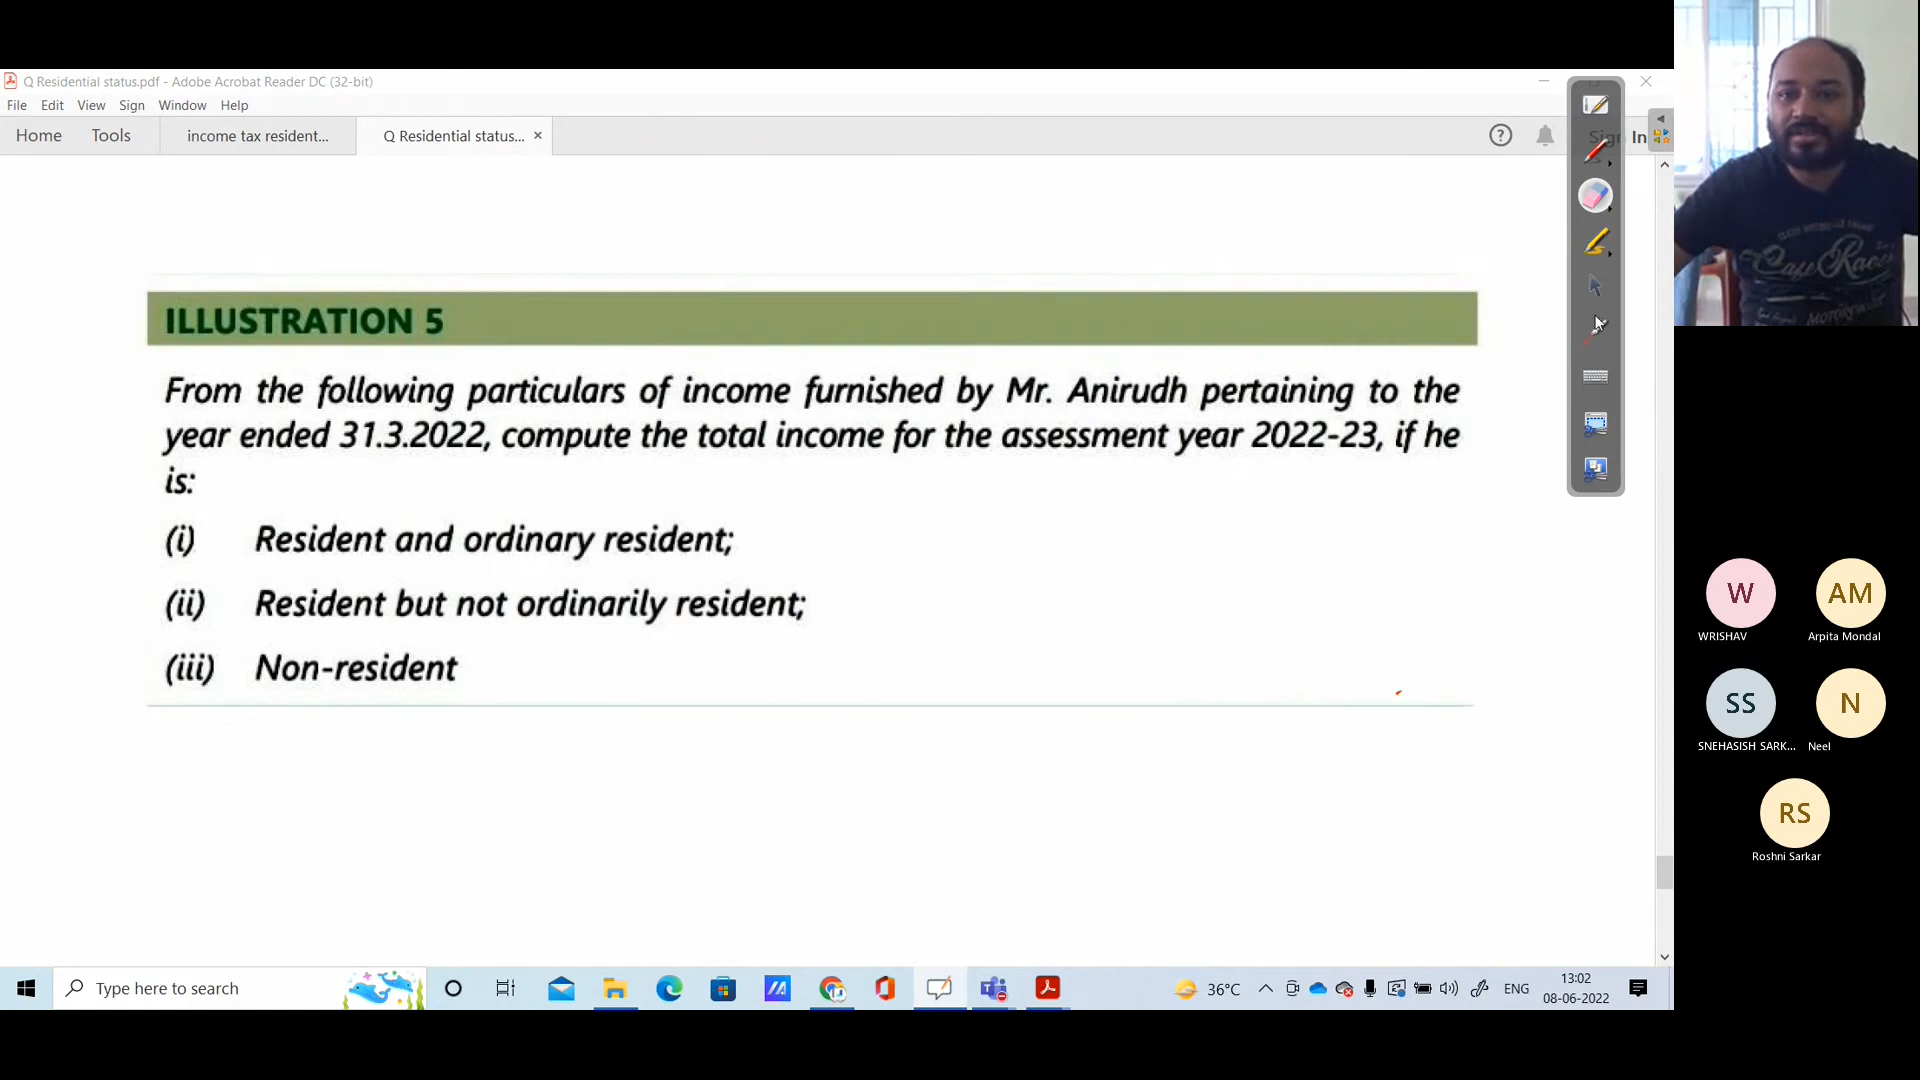 Q Residential status.pdf - Adobe Acrobat Reader DC (32-bit)
File Edit View Sign Window Help
Home Tools income tax resident... Q Residential status... × Sign In
ILLUSTRATION 5
From the following particulars of income furnished by Mr. Anirudh pertaining to the
year ended 31.3.2022, compute the total income for the assessment year 2022-23, if he
is:
(i) Resident and ordinary resident;
(ii) Resident but not ordinarily resident;
(iii) Non-resident
Café Race
W
WRISHAV
AM
Arpita Mondal
SS
SNEHASISH SARK...
N
Neel
RS
Roshni Sarkar
Type here to search
36°C
ENG
13:02
08-06-2022